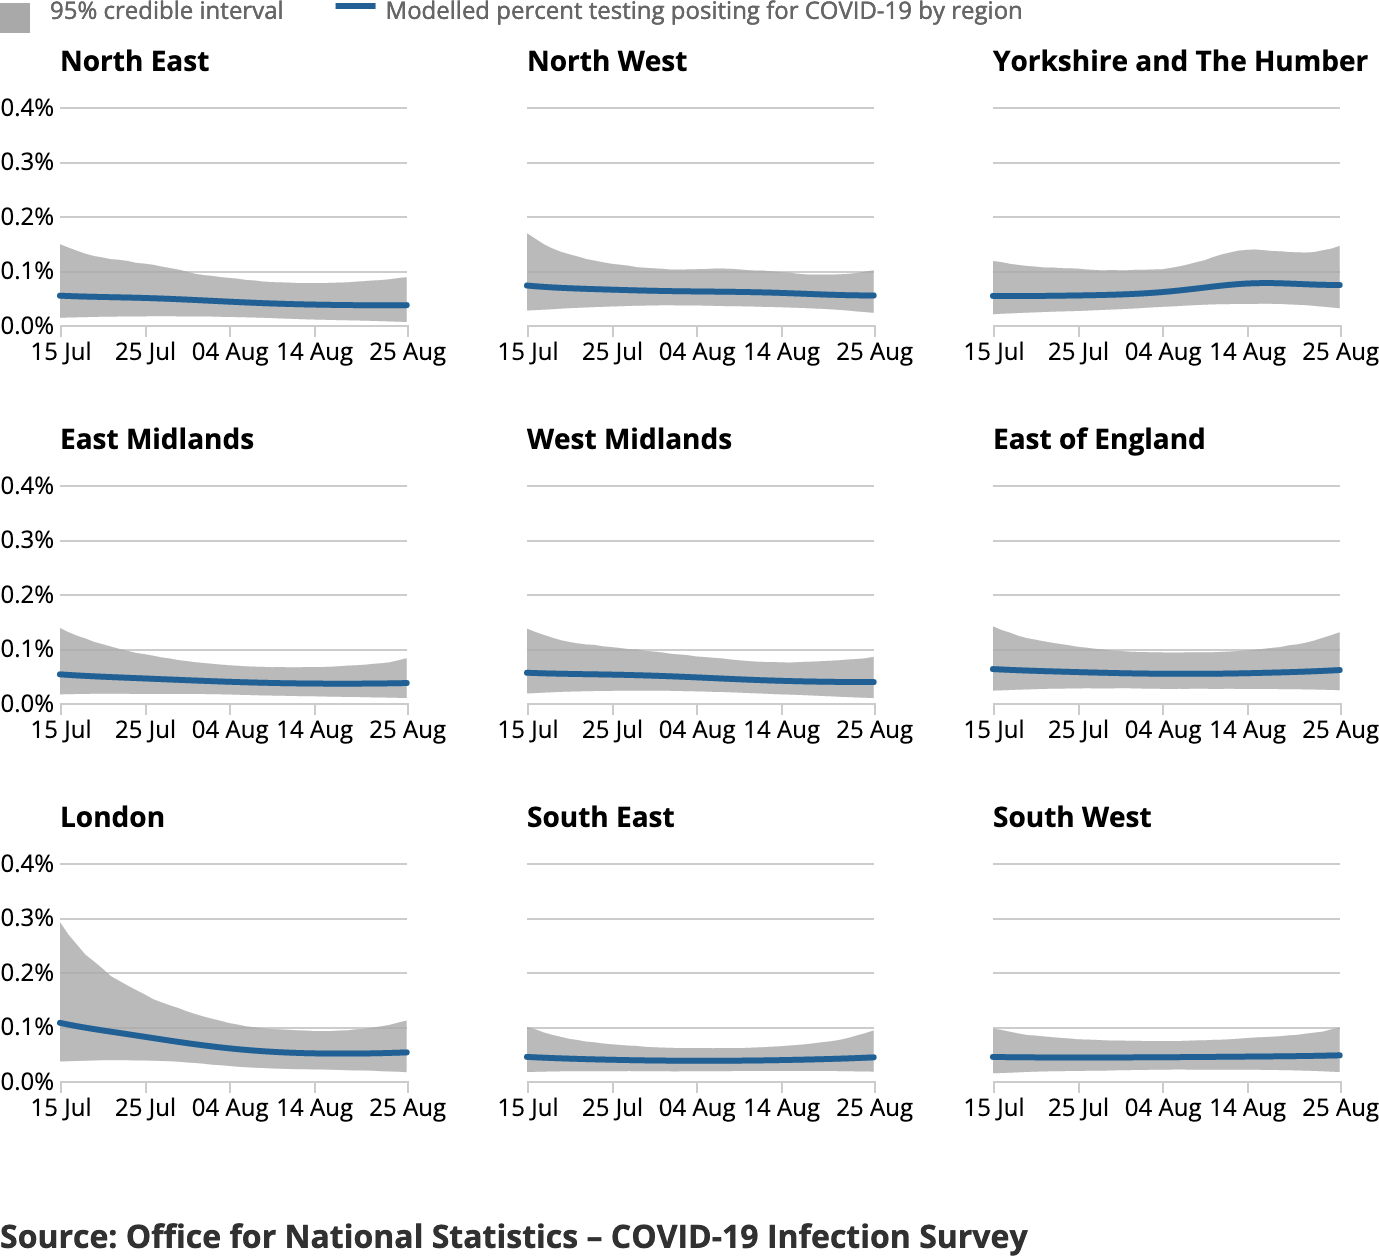 95% credible interval Modelled percent testing positing for COVID-19 by region
North East North West Yorkshire and The Humber
0.4%
0.3%
0.2%
0.1%
0.0%
15 Jul 25 Jul 04 Aug 14 Aug 25 Aug 15 Jul 25 Jul 04 Aug 14 Aug 25 Aug 15 Jul 25 Jul 04 Aug 14 Aug 25 Aug
East Midlands West Midlands East of England
0.4%
0.3%
0.2%
0.1%
0.0%
15 Jul 25 Jul 04 Aug 14 Aug 25 Aug 15 Jul 25 Jul 04 Aug 14 Aug 25 Aug 15 Jul 25 Jul 04 Aug 14 Aug 25 Aug
London South East South West
0.4%
0.3%
0.2%
0.1%
0.0%
15 Jul 25 Jul 04 Aug 14 Aug 25 Aug 15 Jul 25 Jul 04 Aug 14 Aug 25 Aug 15 Jul 25 Jul 04 Aug 14 Aug 25 Aug
Source: Office for National Statistics – COVID-19 Infection Survey